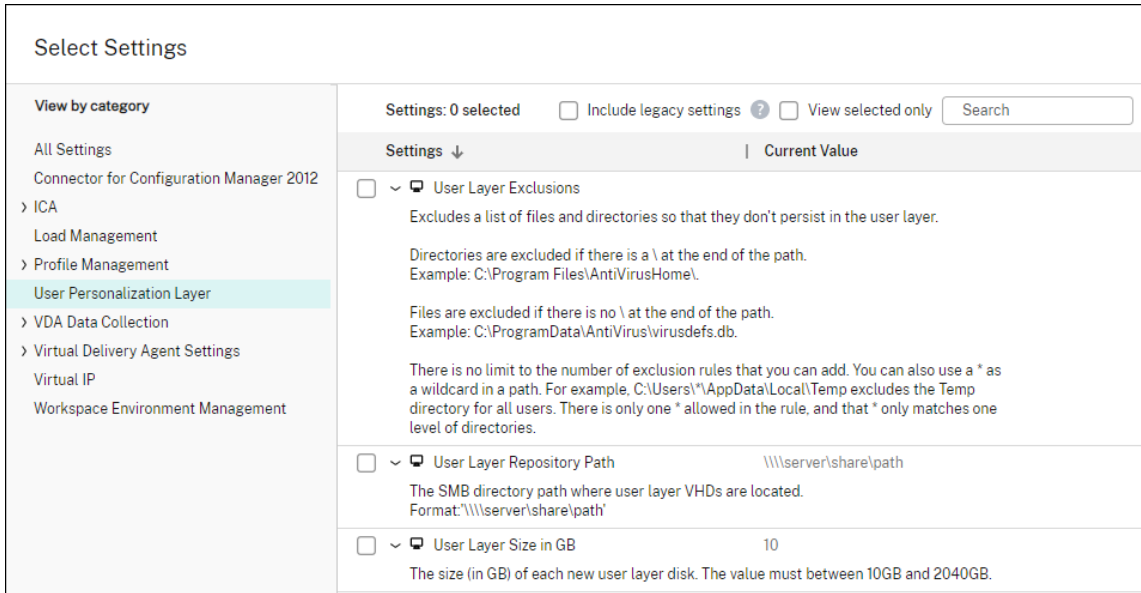 Select Settings
View by category
All Settings
Connector for Configuration Manager 2012
ICA
Load Management
Profile Management
User Personalization Layer
VDA Data Collection
Virtual Delivery Agent Settings
Virtual IP
Workspace Environment Management
Settings: 0 selected Include legacy settings ? View selected only Search
Settings ↓ | Current Value
User Layer Exclusions
Excludes a list of files and directories so that they don't persist in the user layer.
Directories are excluded if there is a \ at the end of the path.
Example: C:\Program Files\AntiVirusHome\.
Files are excluded if there is no \ at the end of the path.
Example: C:\ProgramData\AntiVirus\virusdefs.db.
There is no limit to the number of exclusion rules that you can add. You can also use a * as
a wildcard in a path. For example, C:\Users\*\AppData\Local\Temp excludes the Temp
directory for all users. There is only one * allowed in the rule, and that * only matches one
level of directories.
User Layer Repository Path \\\\server\share\path
The SMB directory path where user layer VHDs are located.
Format:'\\\\server\share\path'
User Layer Size in GB 10
The size (in GB) of each new user layer disk. The value must between 10GB and 2040GB.